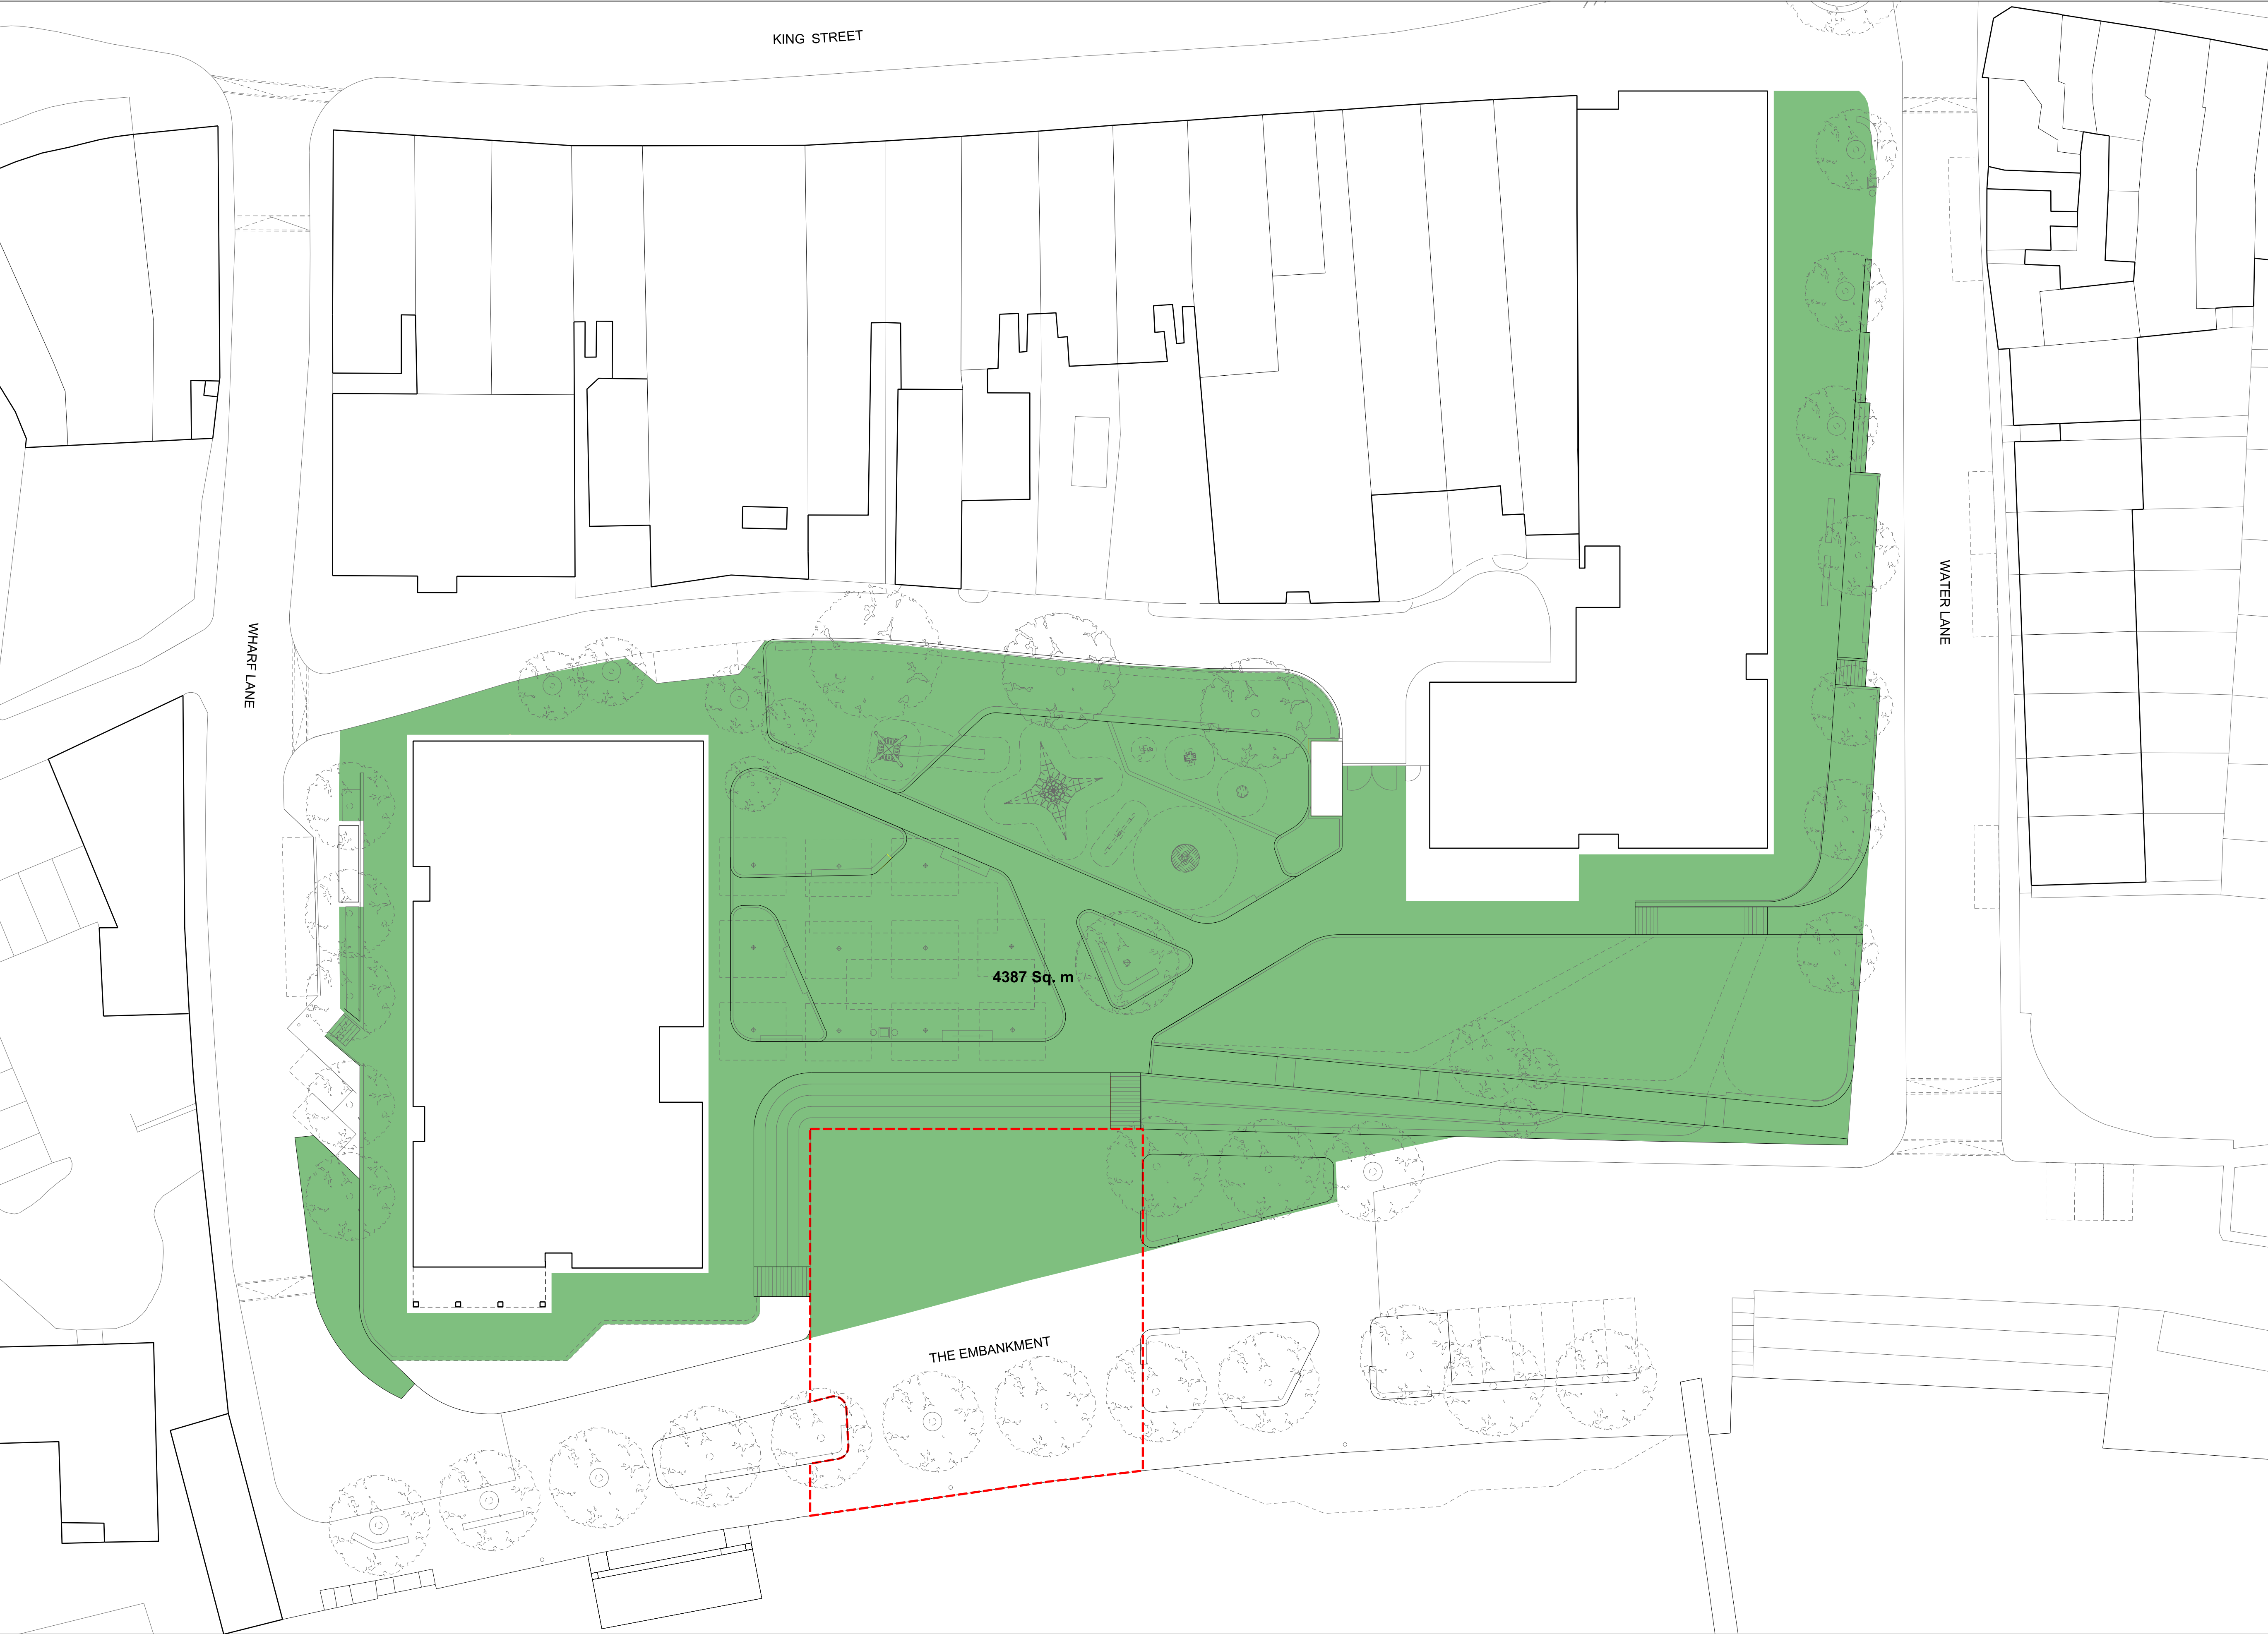 KING STREET
WHARF LANE
WATER LANE
4387 Sq. m
THE EMBANKMENT